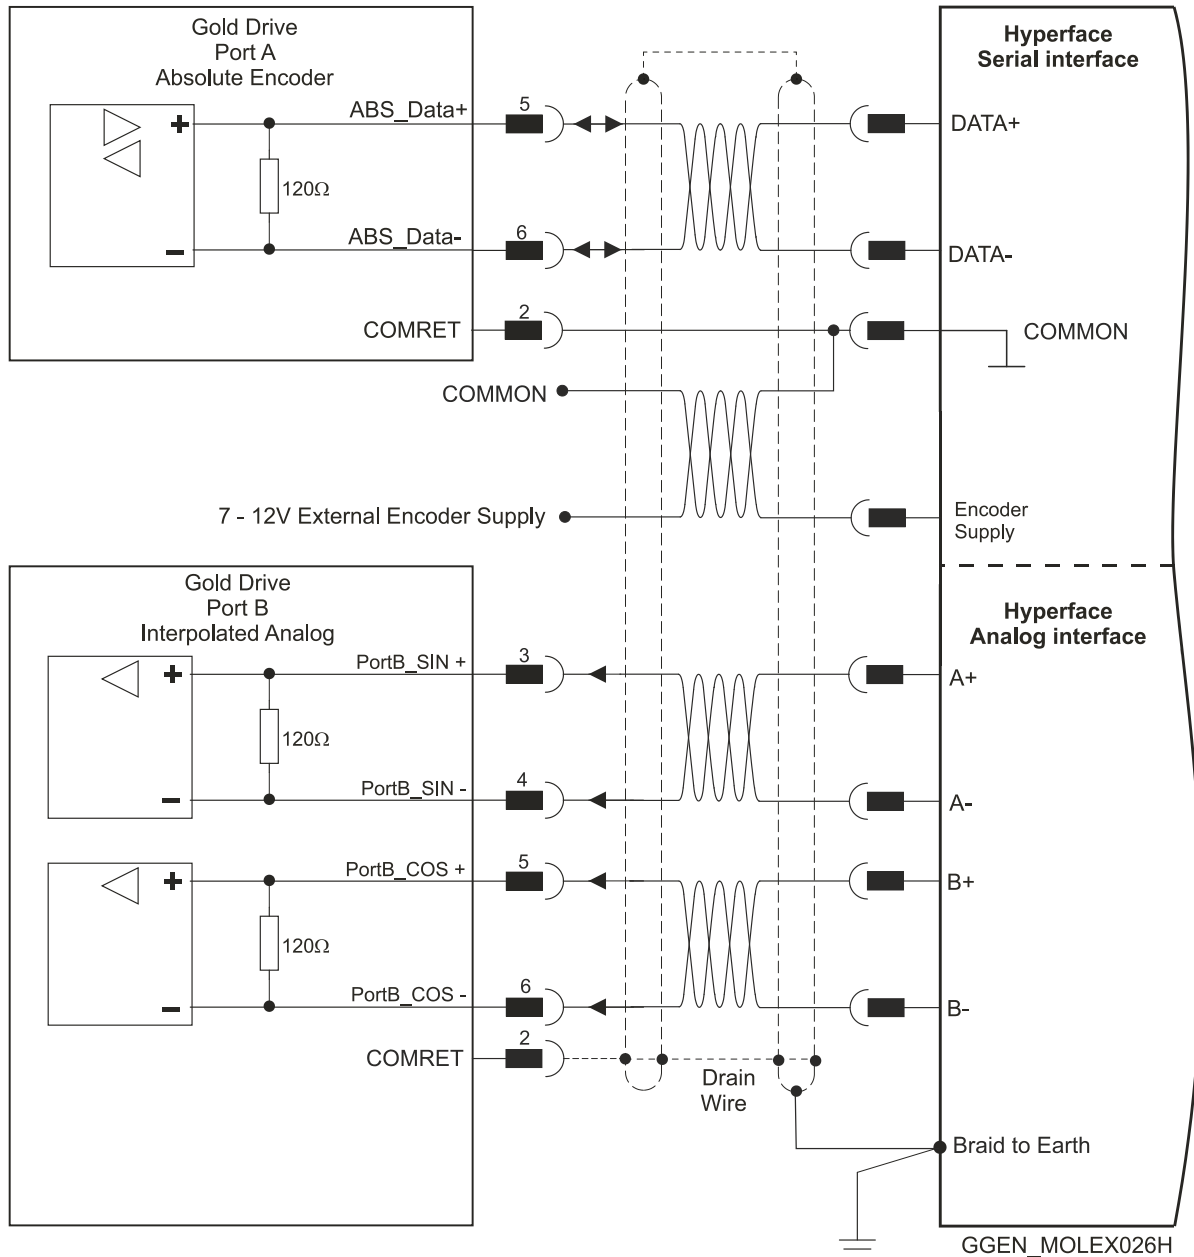 Gold Drive
Port A
Absolute Encoder
Hyperface
Serial interface
ABS_Data+
5
DATA+
+
120Ω
ABS_Data-
6
DATA-
-
COMRET
2
COMMON
COMMON
7 - 12V External Encoder Supply
Encoder
Supply
Gold Drive
Port B
Interpolated Analog
Hyperface
Analog interface
PortB_SIN +
3
A+
+
120Ω
PortB_SIN -
4
A-
-
PortB_COS +
5
B+
+
120Ω
PortB_COS -
6
B-
-
COMRET
2
Drain
Wire
Braid to Earth
GGEN_MOLEX026H